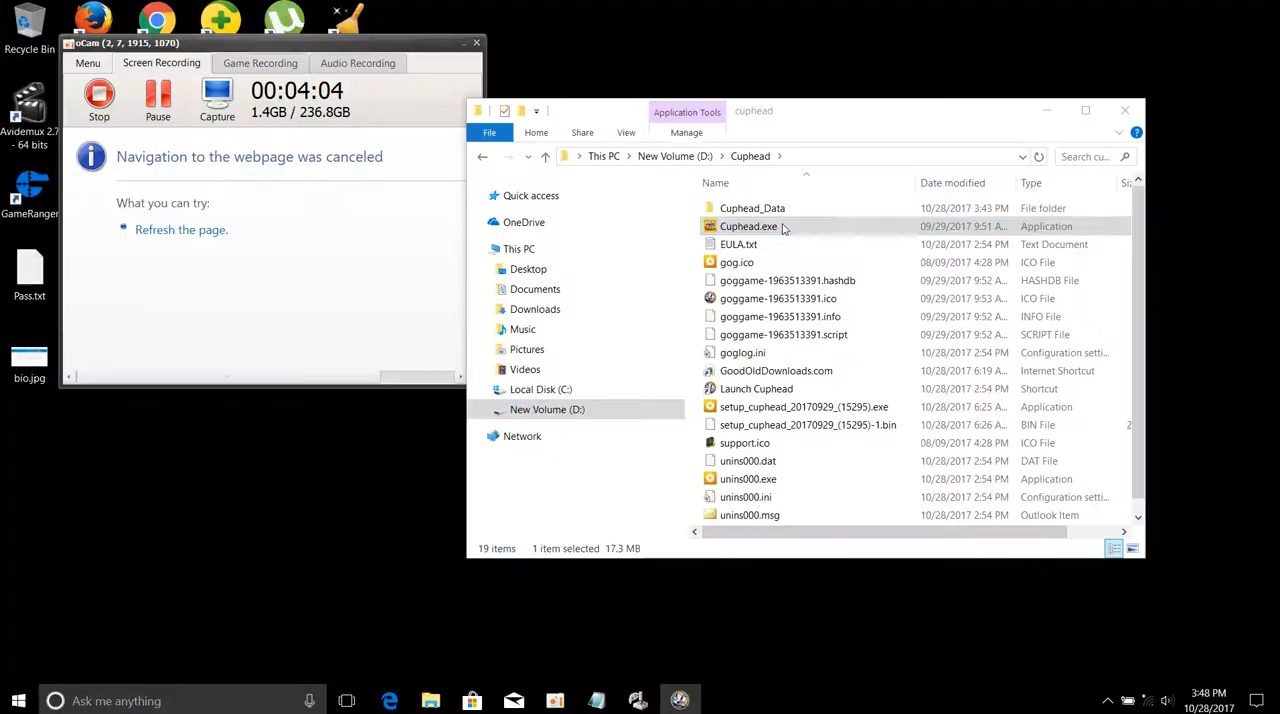 Recycle Bin
Avidemux 2.7
- 64 bits
GameRanger
Pass.txt
bio.jpg
oCam (2, 7, 1915, 1070)
Menu
Screen Recording
Game Recording
Audio Recording
Stop
Pause
Capture
00:04:04
1.4GB / 236.8GB
Navigation to the webpage was canceled
What you can try:
Refresh the page.
Application Tools
cuphead
File
Home
Share
View
Manage
This PC
New Volume (D:)
Cuphead
Search cu...
Quick access
OneDrive
This PC
Desktop
Documents
Downloads
Music
Pictures
Videos
Local Disk (C:)
New Volume (D:)
Network
Name Date modified Type Siz
Cuphead_Data 10/28/2017 3:43 PM File folder
Cuphead.exe 09/29/2017 9:51 A... Application
EULA.txt 10/28/2017 2:54 PM Text Document
gog.ico 08/09/2017 4:28 PM ICO File
goggame-1963513391.hashdb 09/29/2017 9:52 A... HASHDB File
goggame-1963513391.ico 09/29/2017 9:53 A... ICO File
goggame-1963513391.info 09/29/2017 9:52 A... INFO File
goggame-1963513391.script 09/29/2017 9:52 A... SCRIPT File
goglog.ini 10/28/2017 2:54 PM Configuration setti...
GoodOldDownloads.com 10/28/2017 6:19 A... Internet Shortcut
Launch Cuphead 10/28/2017 2:54 PM Shortcut
setup_cuphead_20170929_(15295).exe 10/28/2017 6:25 A... Application
setup_cuphead_20170929_(15295)-1.bin 10/28/2017 6:26 A... BIN File 2
support.ico 08/09/2017 4:28 PM ICO File
unins000.dat 10/28/2017 2:54 PM DAT File
unins000.exe 10/28/2017 2:54 PM Application
unins000.ini 10/28/2017 2:54 PM Configuration setti...
unins000.msg 10/28/2017 2:54 PM Outlook Item
19 items 1 item selected 17.3 MB
Ask me anything
3:48 PM
10/28/2017